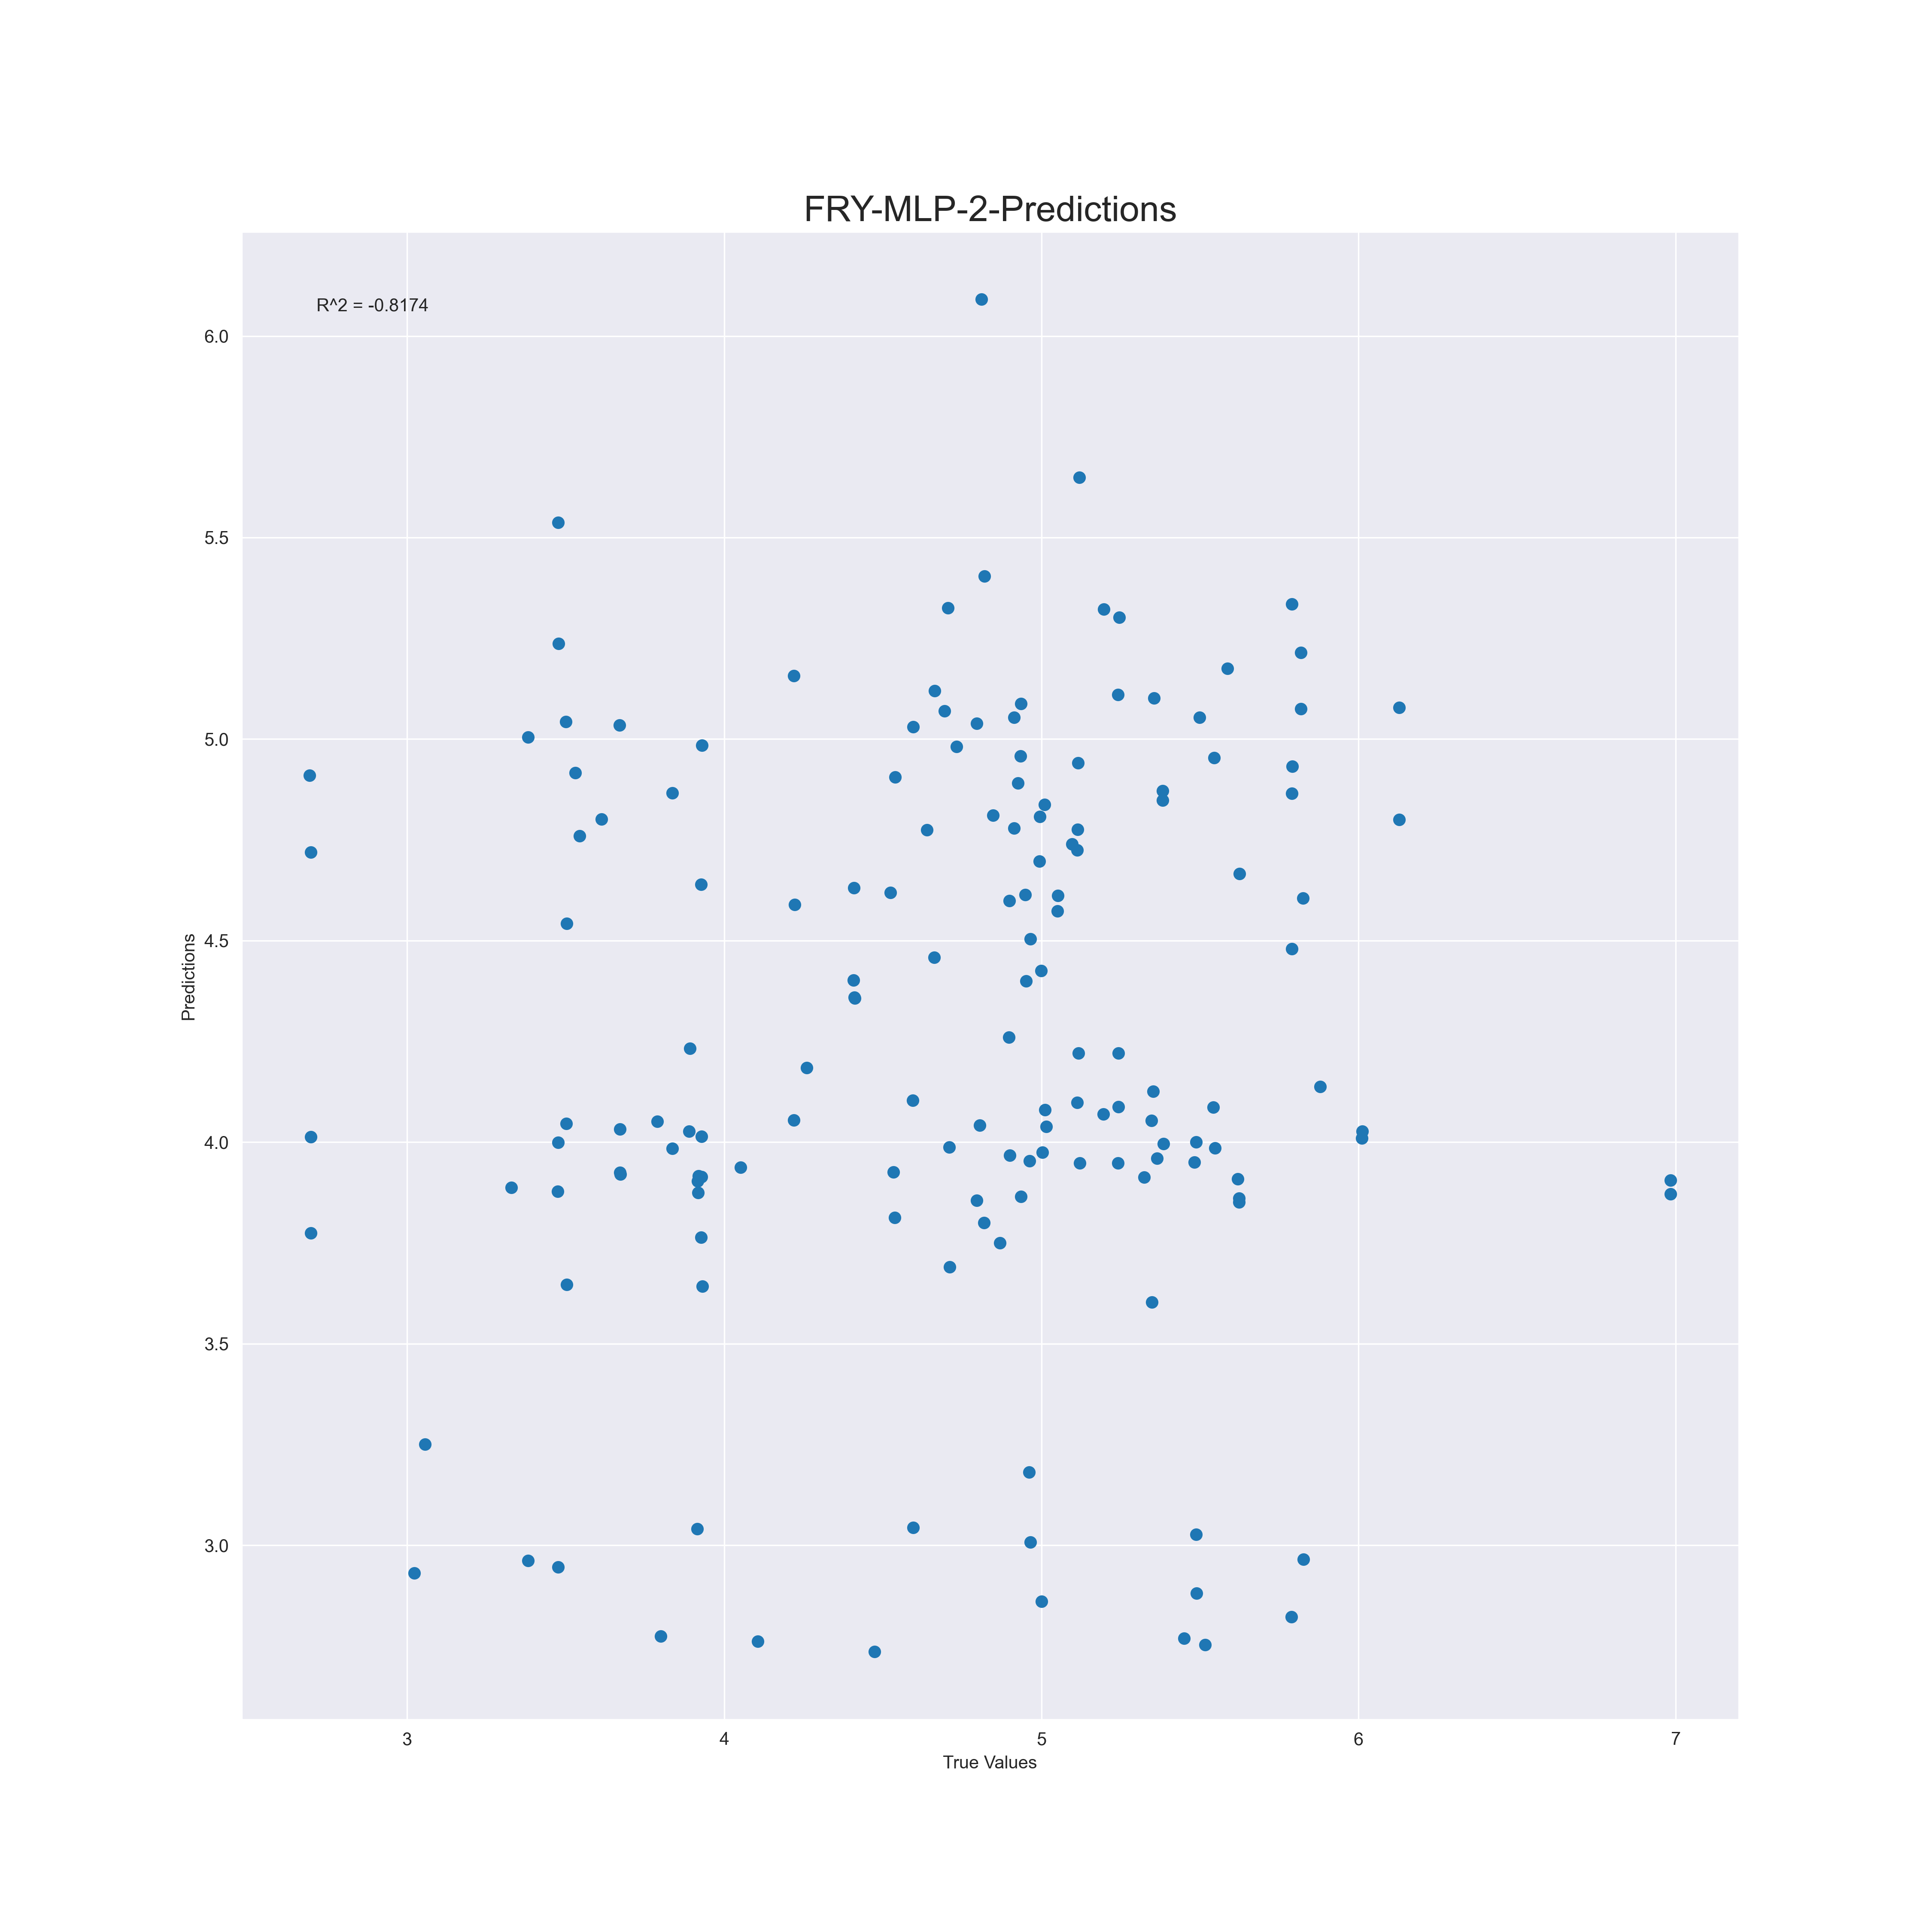 FRY-MLP-2-Predictions
R^2 = -0.8174
6.0
5.5
5.0
4.5
4.0
3.5
3.0
Predictions
3 4 5 6 7
True Values